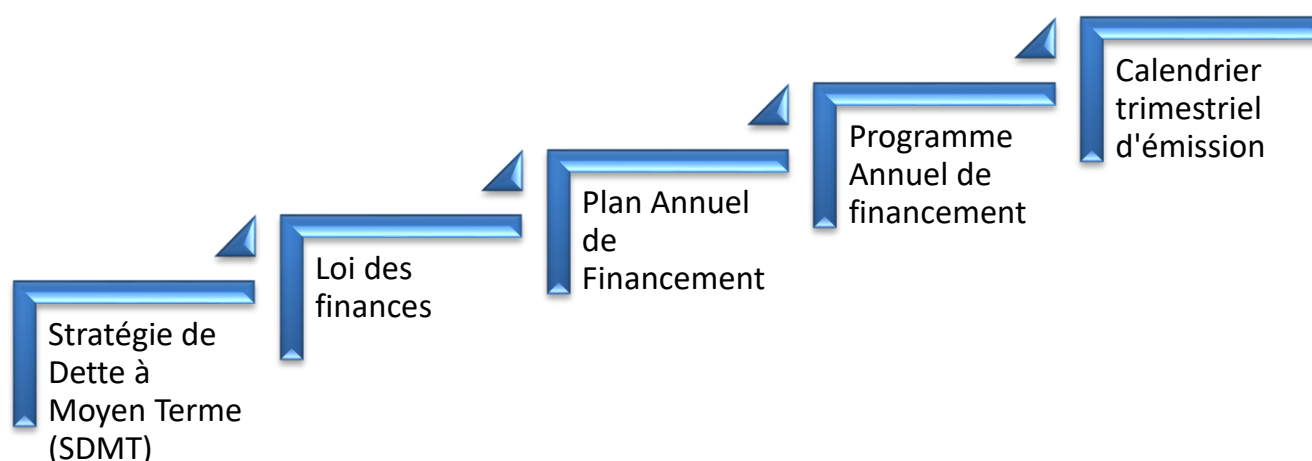 Stratégie de
Dette à
Moyen Terme
(SDMT)
Loi des
finances
Plan Annuel
de
Financement
Programme
Annuel de
financement
Calendrier
trimestriel
d'émission